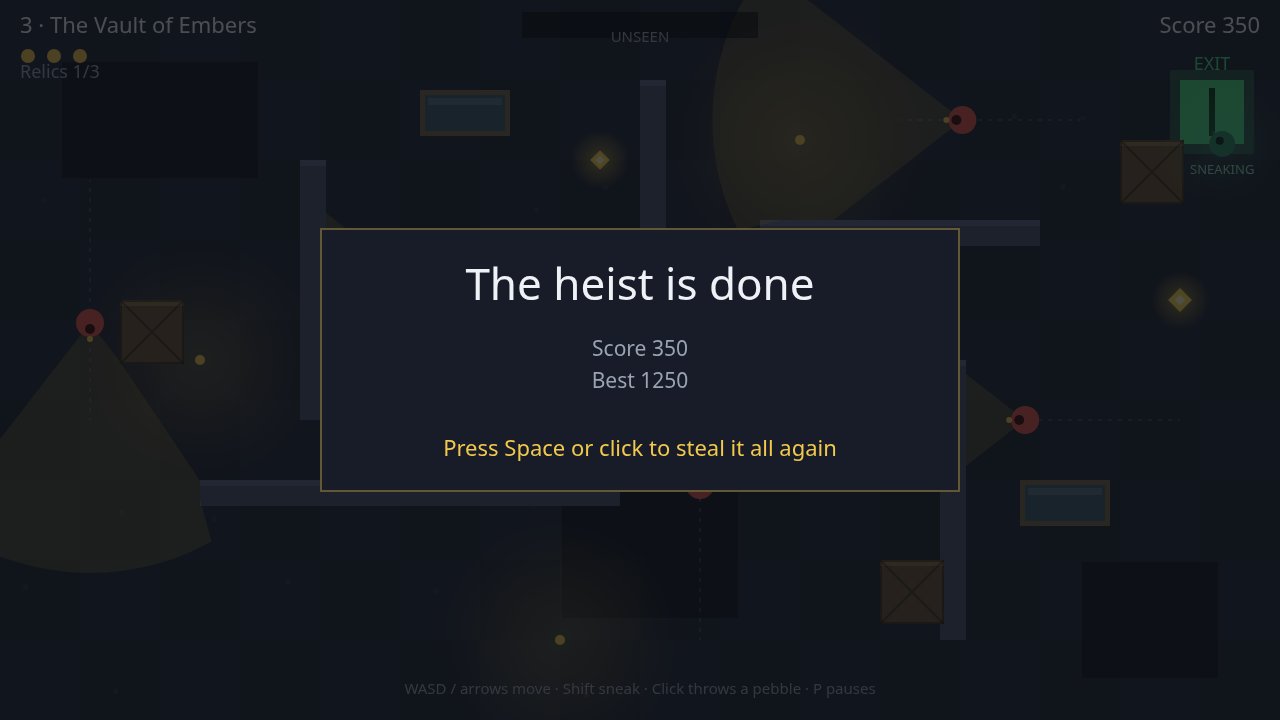 3 · The Vault of Embers
UNSEEN
Score 350
Relics 1/3
EXIT
SNEAKING
The heist is done
Score 350
Best 1250
Press Space or click to steal it all again
WASD / arrows move · Shift sneak · Click throws a pebble · P pauses